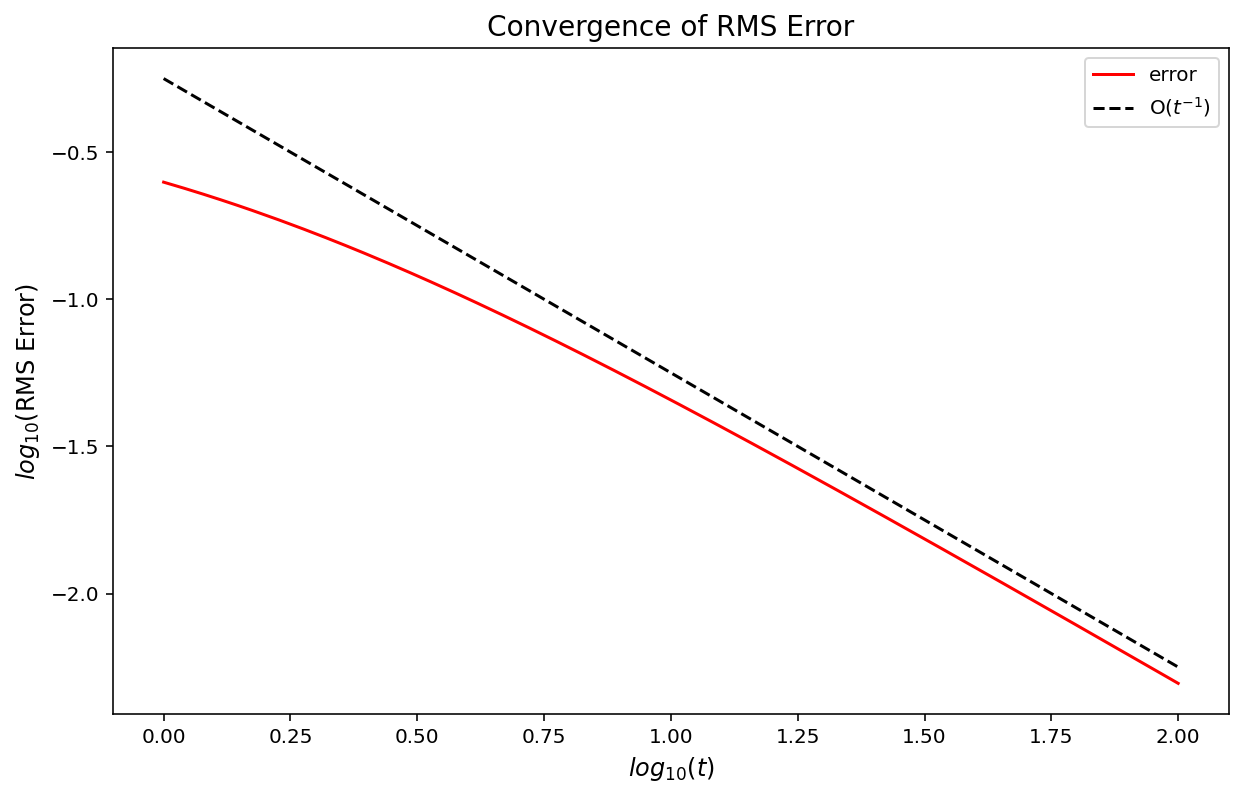 Convergence of RMS Error
error
O(t⁻¹)
log₁₀(RMS Error)
−0.5
−1.0
−1.5
−2.0
0.00 0.25 0.50 0.75 1.00 1.25 1.50 1.75 2.00
log₁₀(t)